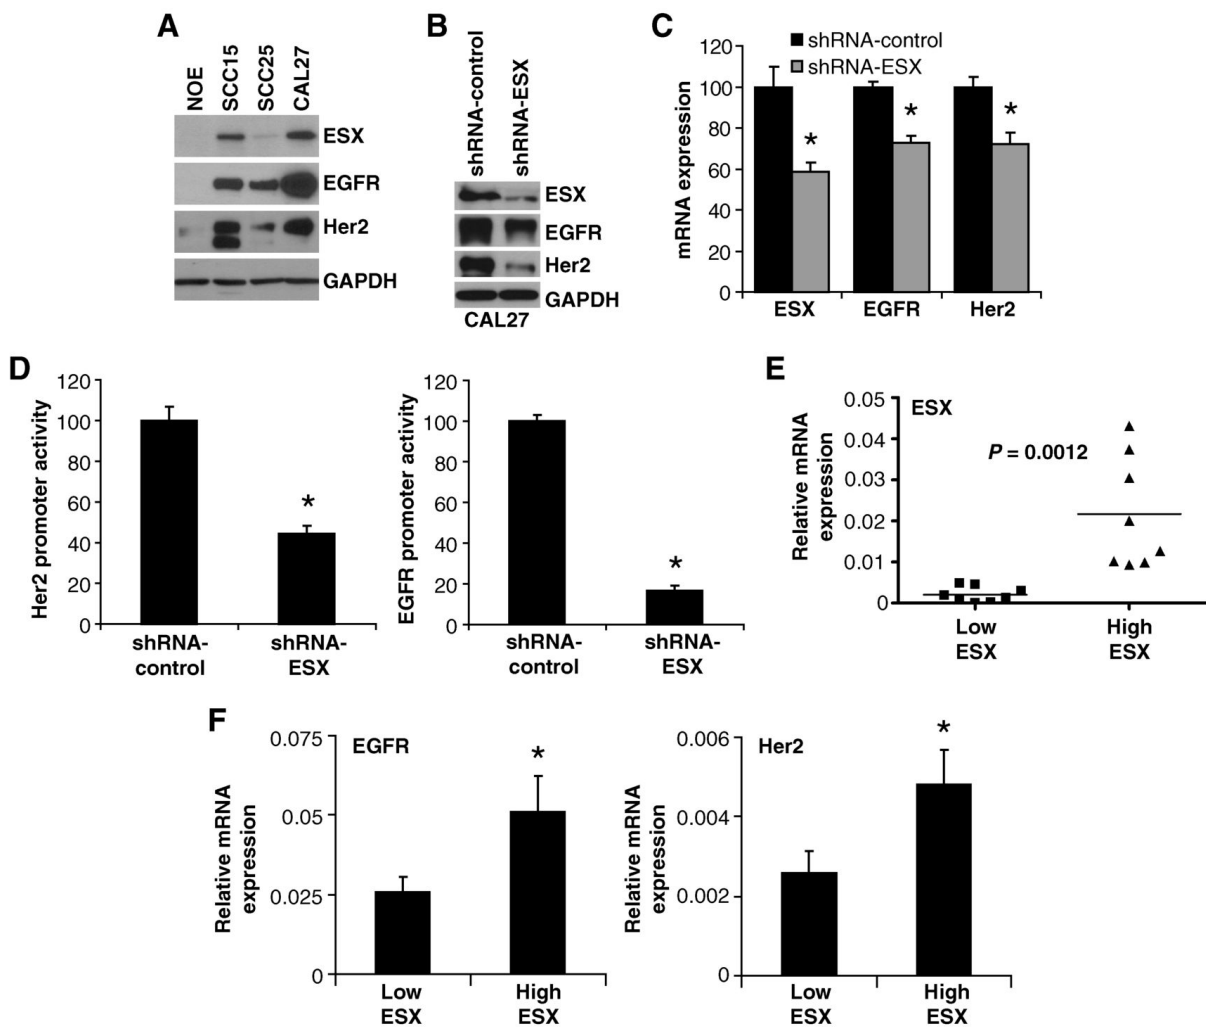 A
NOE
SCC15
SCC25
CAL27
ESX
EGFR
Her2
GAPDH
B
shRNA-control
shRNA-ESX
ESX
EGFR
Her2
GAPDH
CAL27
C
shRNA-control
shRNA-ESX
mRNA expression
120
100
80
60
40
20
0
*
*
*
ESX
EGFR
Her2
D
Her2 promoter activity
120
100
80
60
40
20
0
*
shRNA-
control
shRNA-
ESX
EGFR promoter activity
120
100
80
60
40
20
0
*
shRNA-
control
shRNA-
ESX
E
ESX
P = 0.0012
Relative mRNA
expression
0.05
0.04
0.03
0.02
0.01
0
Low
ESX
High
ESX
F
EGFR
Relative mRNA
expression
0.075
0.05
0.025
0
*
Low
ESX
High
ESX
Her2
Relative mRNA
expression
0.006
0.004
0.002
0
*
Low
ESX
High
ESX